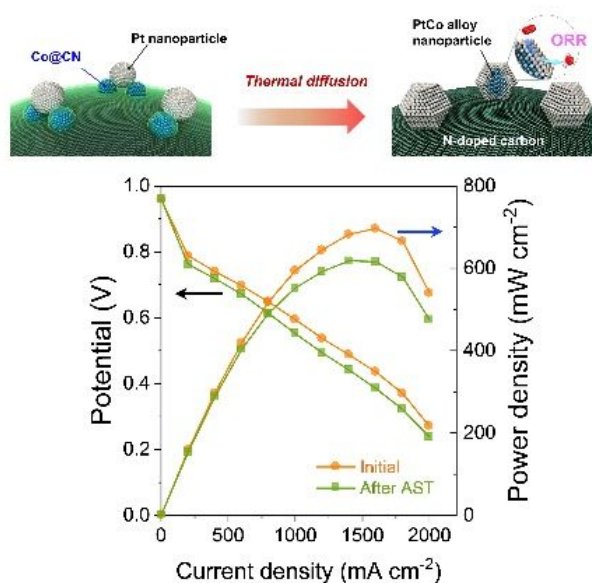 Pt nanoparticle
Co@CN
Thermal diffusion
PtCo alloy
nanoparticle
ORR
N-doped carbon
1.0
0.8
0.6
0.4
0.2
0.0
Potential (V)
800
600
400
200
0
Power density (mW cm⁻²)
Initial
After AST
0 500 1000 1500 2000
Current density (mA cm⁻²)